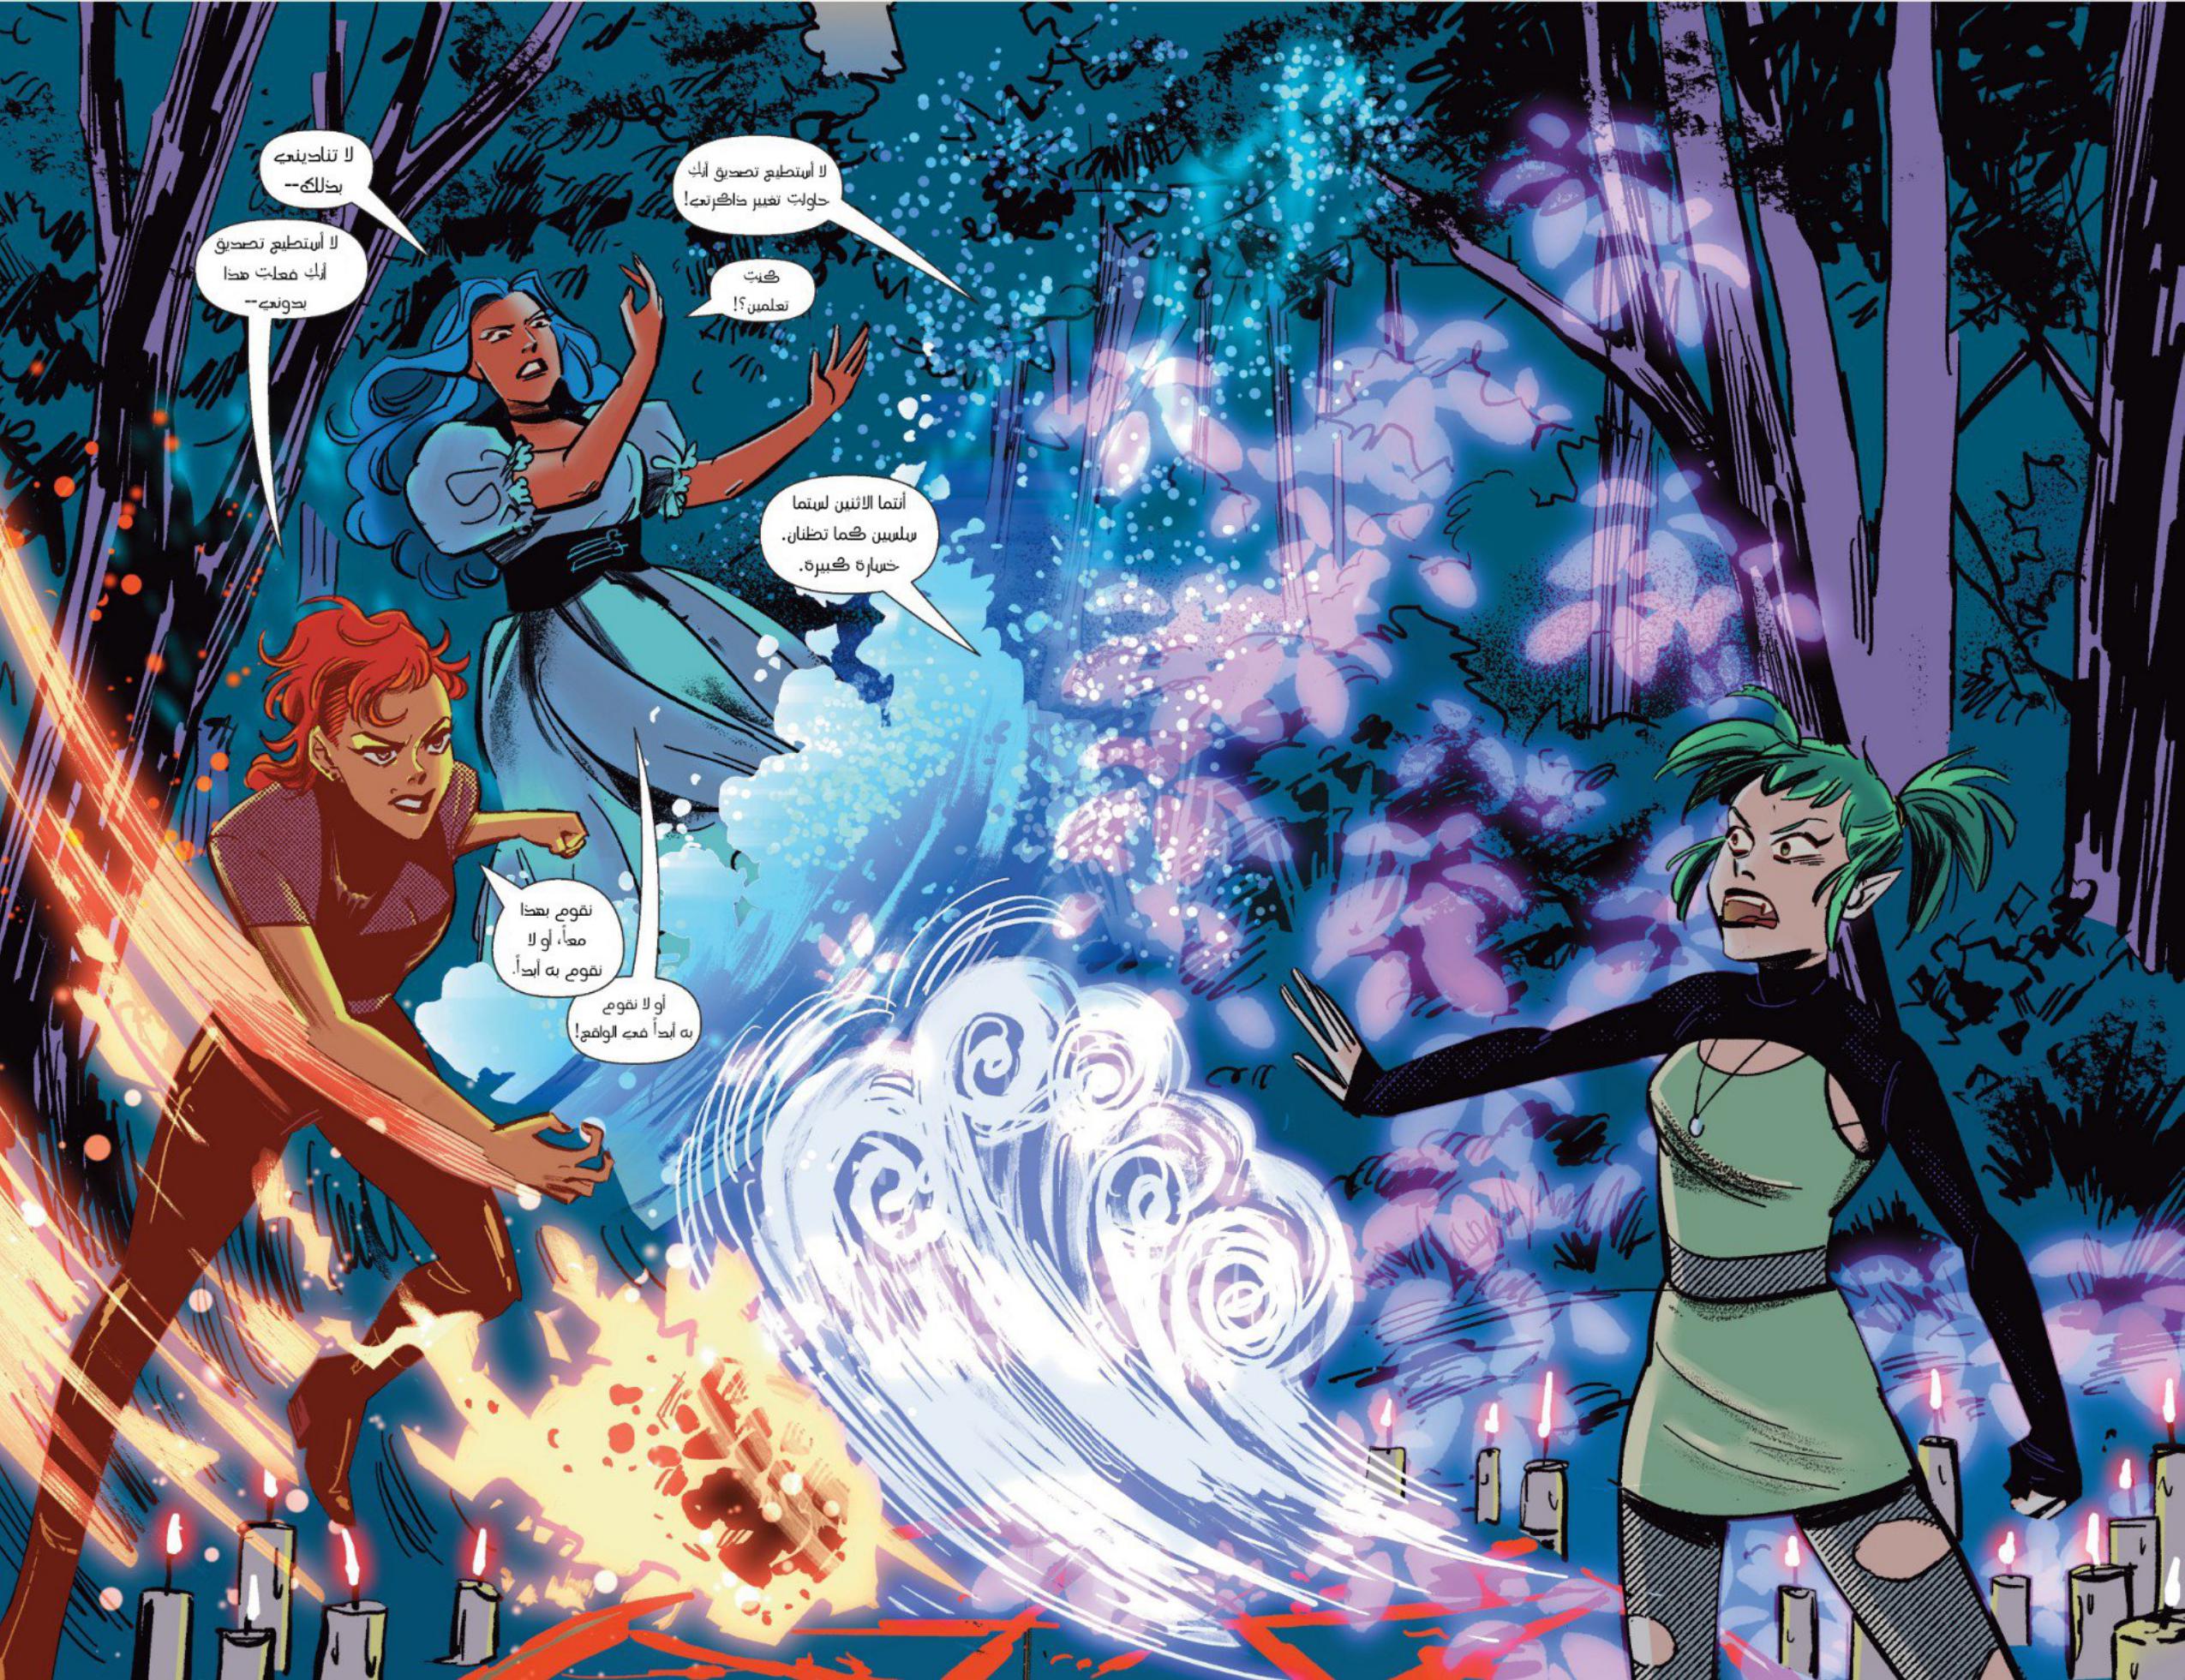 لا تناديني
بذلك--
لا أستطيع تصديق
أنكِ فعلتِ هذا
بدوني--
لا أستطيع تصديق أنكِ
حاولتِ تغيير ذاكرتي!
كنتِ
تعلمين؟!
أنتما الاثنين لستما
سلسين كما تظنان.
خسارة كبيرة.
نقوم بهذا
معاً، أو لا
نقوم به أبداً.
أو لا نقوم
به أبداً في الواقع!